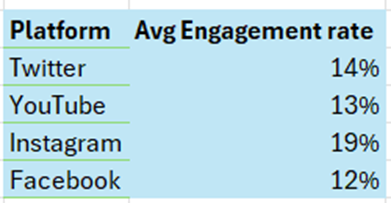 Platform Avg Engagement rate
Twitter 14%
YouTube 13%
Instagram 19%
Facebook 12%